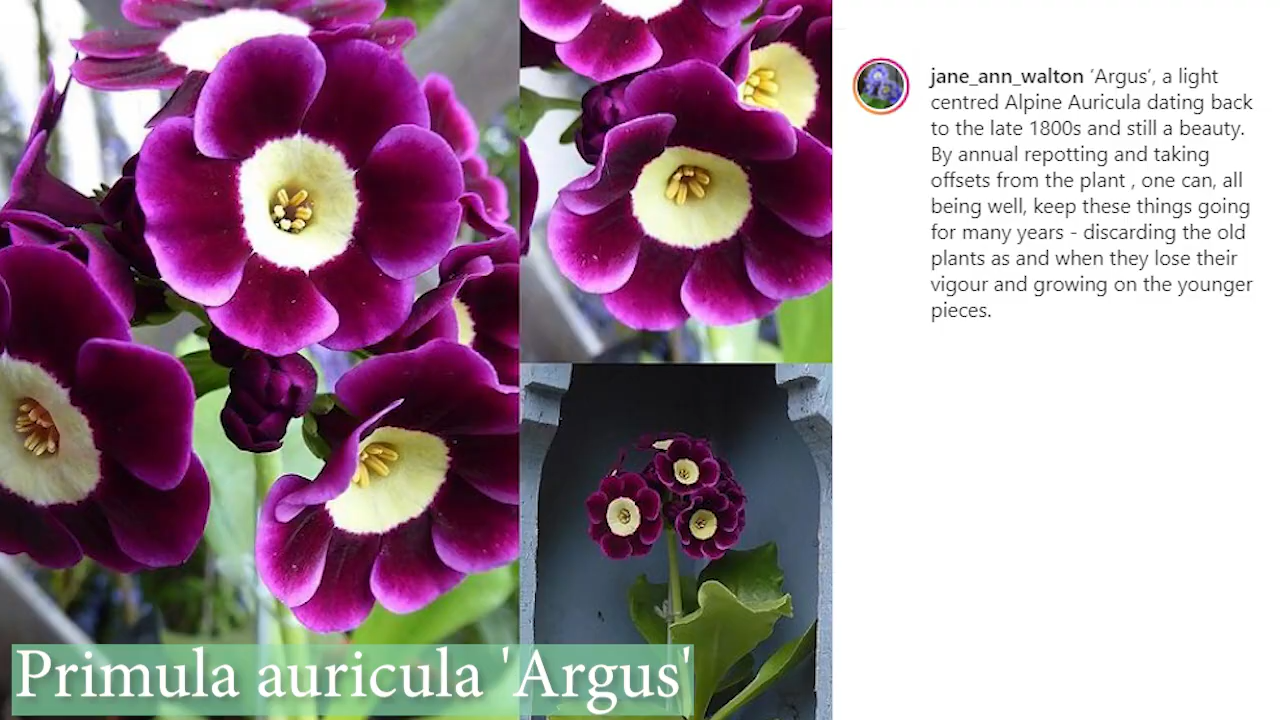 jane_ann_walton 'Argus', a light
centred Alpine Auricula dating back
to the late 1800s and still a beauty.
By annual repotting and taking
offsets from the plant , one can, all
being well, keep these things going
for many years - discarding the old
plants as and when they lose their
vigour and growing on the younger
pieces.
Primula auricula 'Argus'